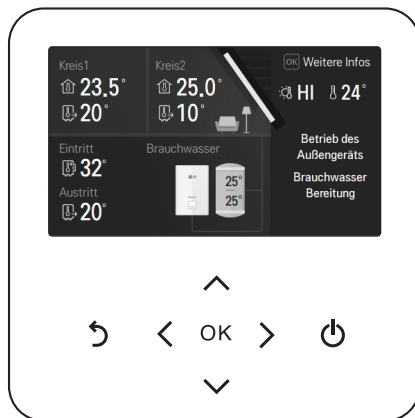 Kreis1
23.5°
20°
Kreis2
25.0°
10°
OK Weitere Infos
HI 24°
Eintritt
32°
Austritt
20°
Brauchwasser
25°
25°
Betrieb des
Außengeräts
Brauchwasser
Bereitung
OK